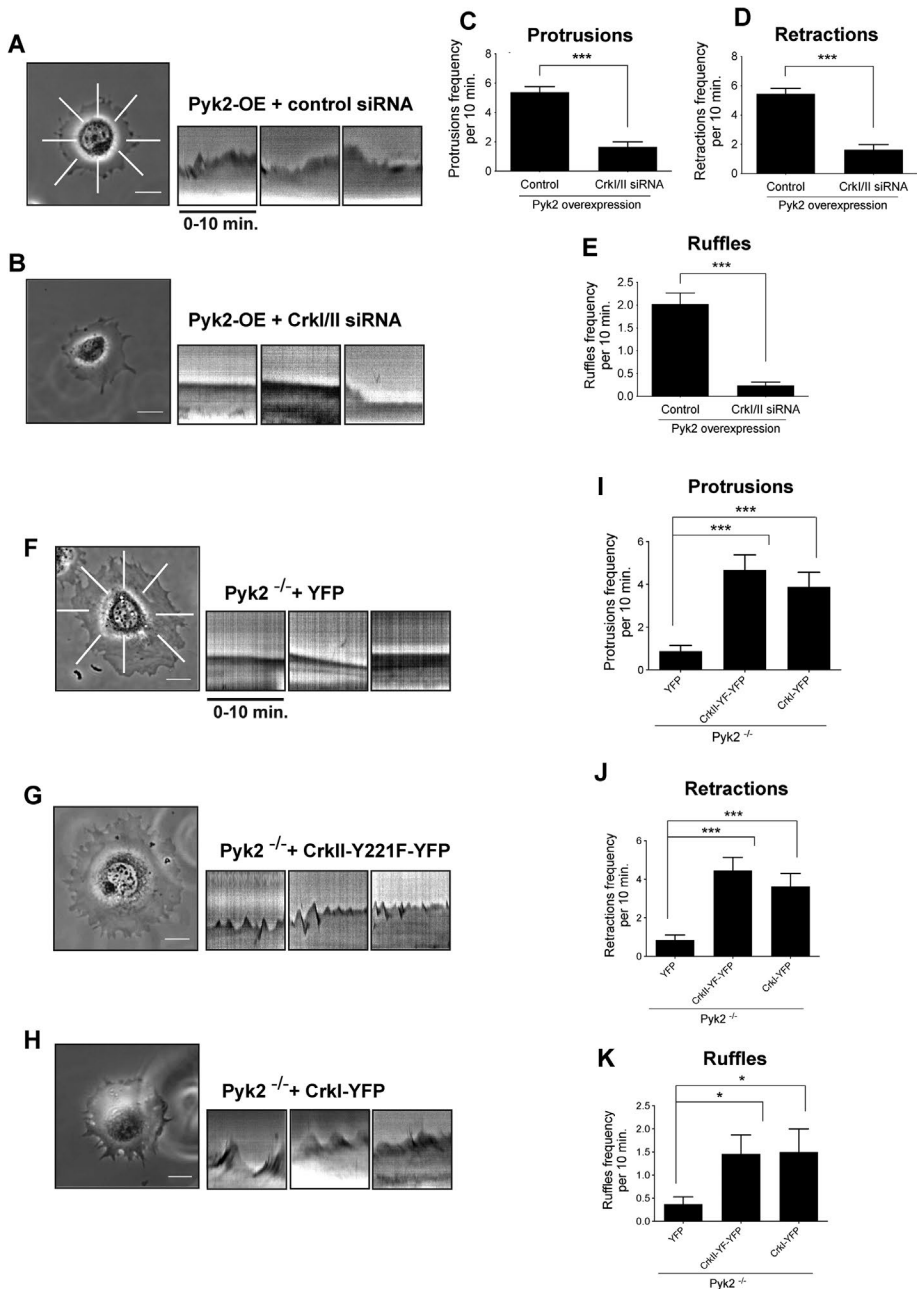 A
Pyk2-OE + control siRNA
0-10 min.
B
Pyk2-OE + CrkI/II siRNA
C
Protrusions
Protrusions frequency
per 10 min.
8
6
4
2
0
***
Control
CrkI/II siRNA
Pyk2 overexpression
D
Retractions
Retractions frequency
per 10 min.
8
6
4
2
0
***
Control
CrkI/II siRNA
Pyk2 overexpression
E
Ruffles
Ruffles frequency
per 10 min.
2.5
2.0
1.5
1.0
0.5
0.0
***
Control
CrkI/II siRNA
Pyk2 overexpression
F
Pyk2 -/- + YFP
0-10 min.
G
Pyk2 -/- + CrkII-Y221F-YFP
H
Pyk2 -/- + CrkI-YFP
I
Protrusions
Protrusions frequency
per 10 min.
6
4
2
0
***
***
YFP
CrkII-YF-YFP
CrkI-YFP
Pyk2 -/-
J
Retractions
Retractions frequency
per 10 min.
8
6
4
2
0
***
***
YFP
CrkII-YF-YFP
CrkI-YFP
Pyk2 -/-
K
Ruffles
Ruffles frequency
per 10 min.
2.5
2.0
1.5
1.0
0.5
0.0
*
*
YFP
CrkII-YF-YFP
CrkI-YFP
Pyk2 -/-